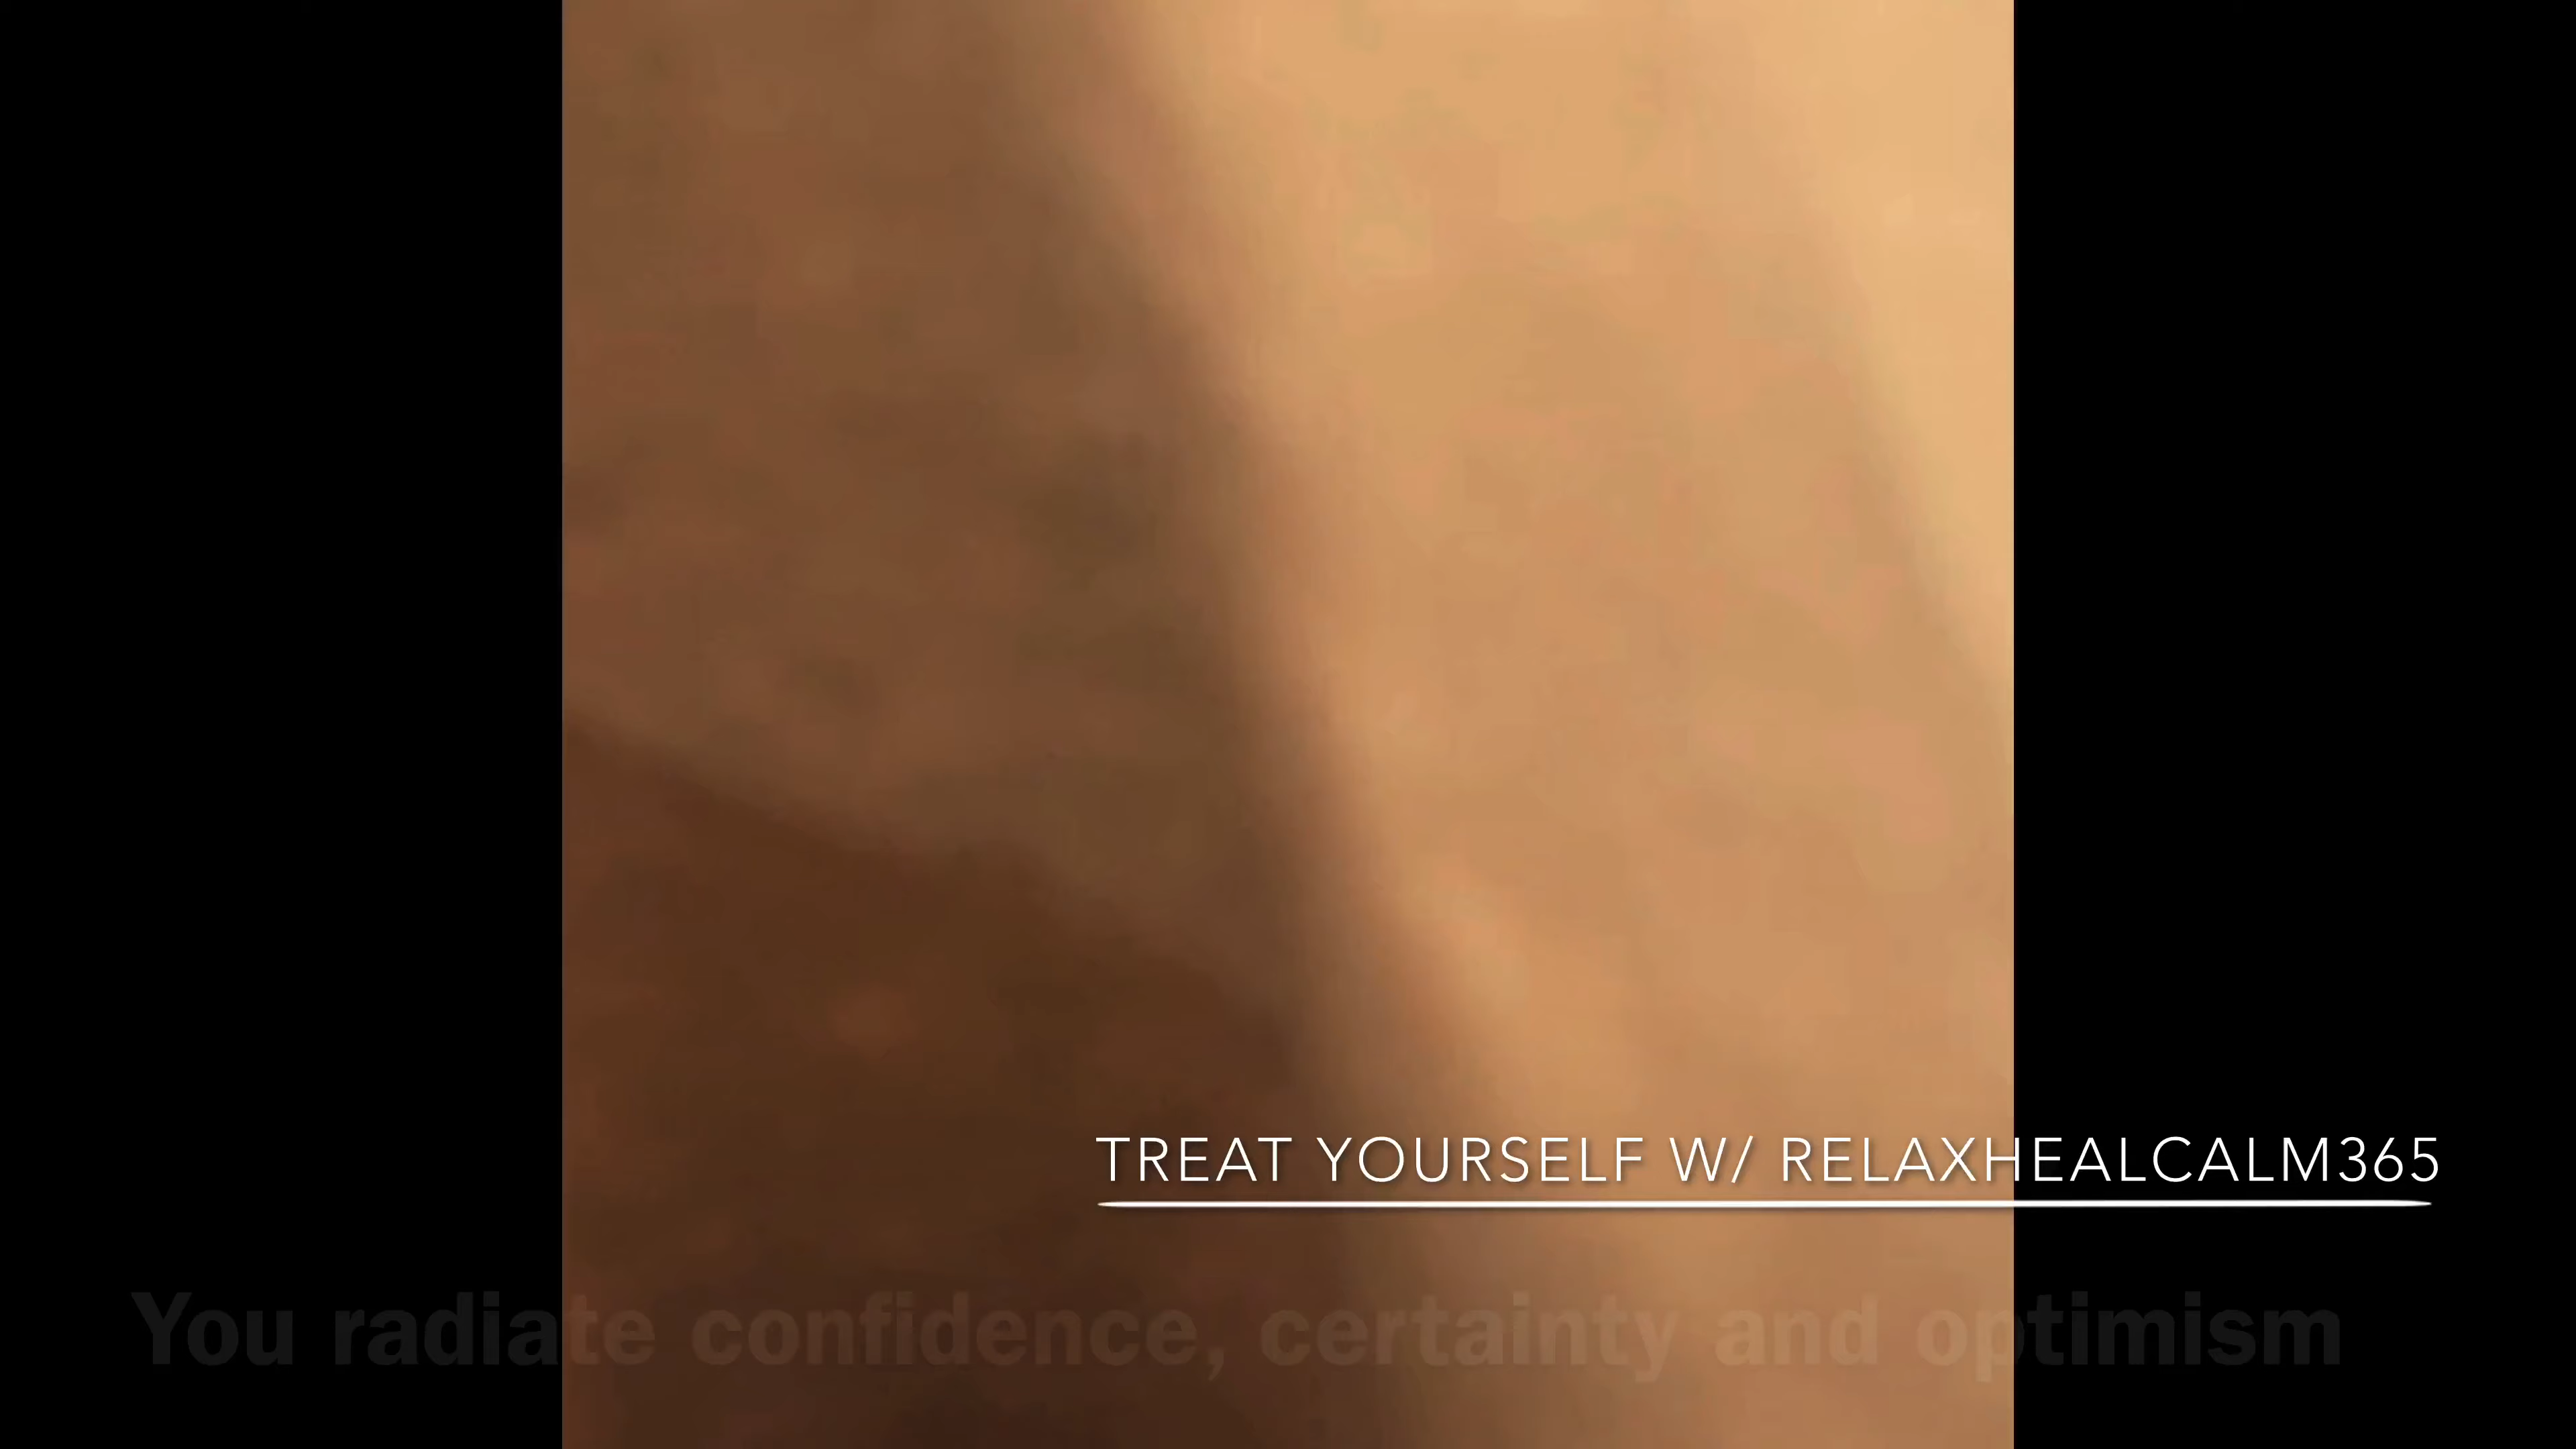 TREAT YOURSELF W/ RELAXHEALCALM365
You radiate confidence, certainty and optimism